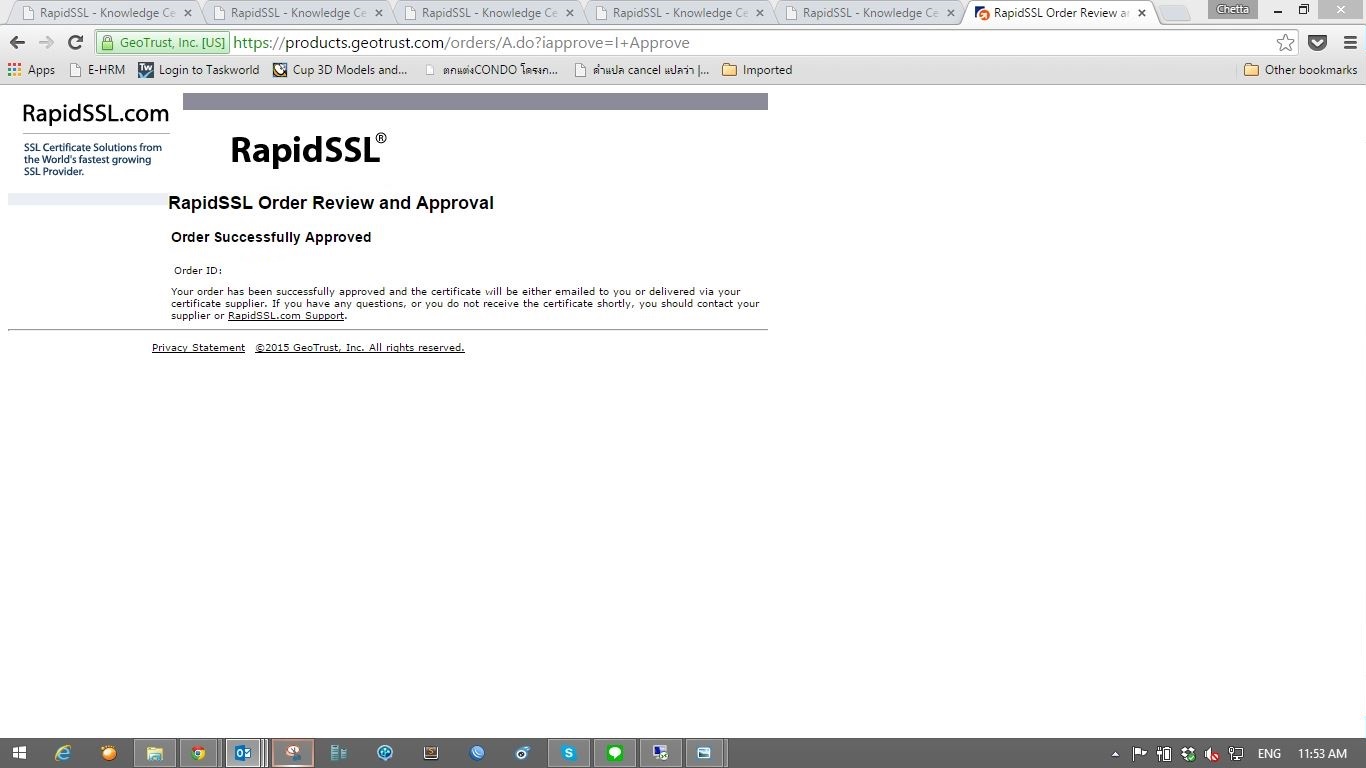 RapidSSL - Knowledge Ce
RapidSSL - Knowledge Ce
RapidSSL - Knowledge Ce
RapidSSL - Knowledge Ce
RapidSSL - Knowledge Ce
RapidSSL Order Review a
Chetta
GeoTrust, Inc. [US]
https://products.geotrust.com/orders/A.do?iapprove=I+Approve
Apps
E-HRM
Tw
Login to Taskworld
Cup 3D Models and...
ตกแต่งCONDO โครงก...
คำแปล cancel แปลว่า |...
Imported
Other bookmarks
RapidSSL.com
SSL Certificate Solutions from
the World's fastest growing
SSL Provider.
RapidSSL®
RapidSSL Order Review and Approval
Order Successfully Approved
Order ID:
Your order has been successfully approved and the certificate will be either emailed to you or delivered via your
certificate supplier. If you have any questions, or you do not receive the certificate shortly, you should contact your
supplier or RapidSSL.com Support.
Privacy Statement ©2015 GeoTrust, Inc. All rights reserved.
ENG 11:53 AM